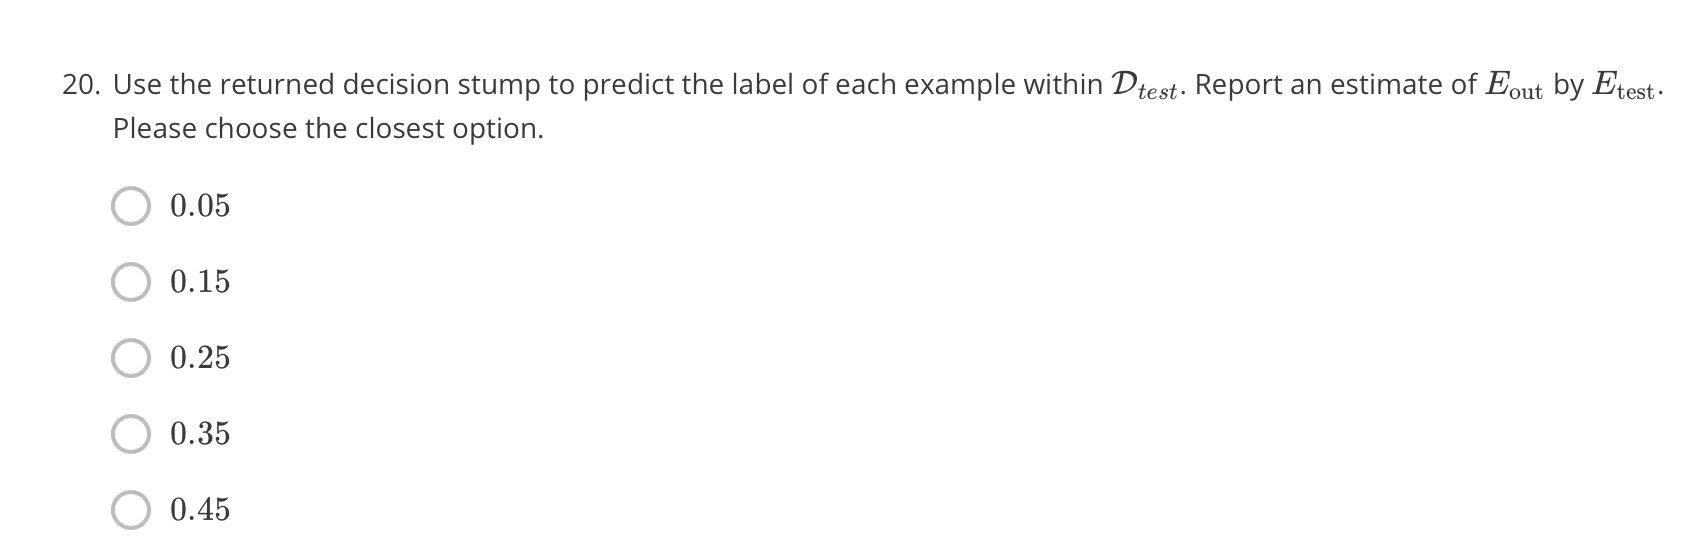 20. Use the returned decision stump to predict the label of each example within $\mathcal{D}_{test}$. Report an estimate of $E_{\text{out}}$ by $E_{\text{test}}$.
Please choose the closest option.
0.05
0.15
0.25
0.35
0.45